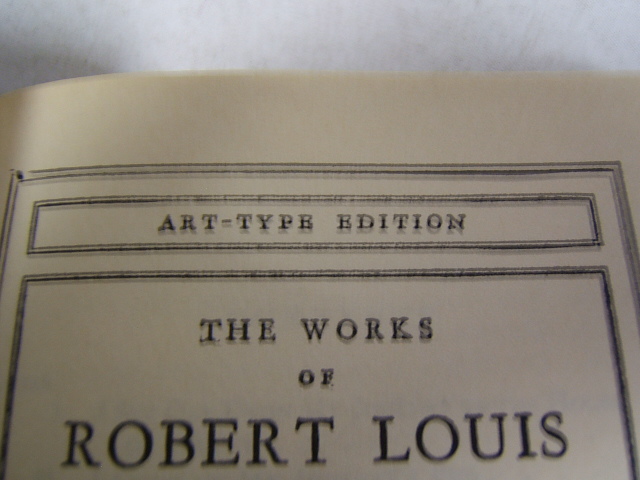 ART-TYPE EDITION
THE WORKS
OF
ROBERT LOUIS